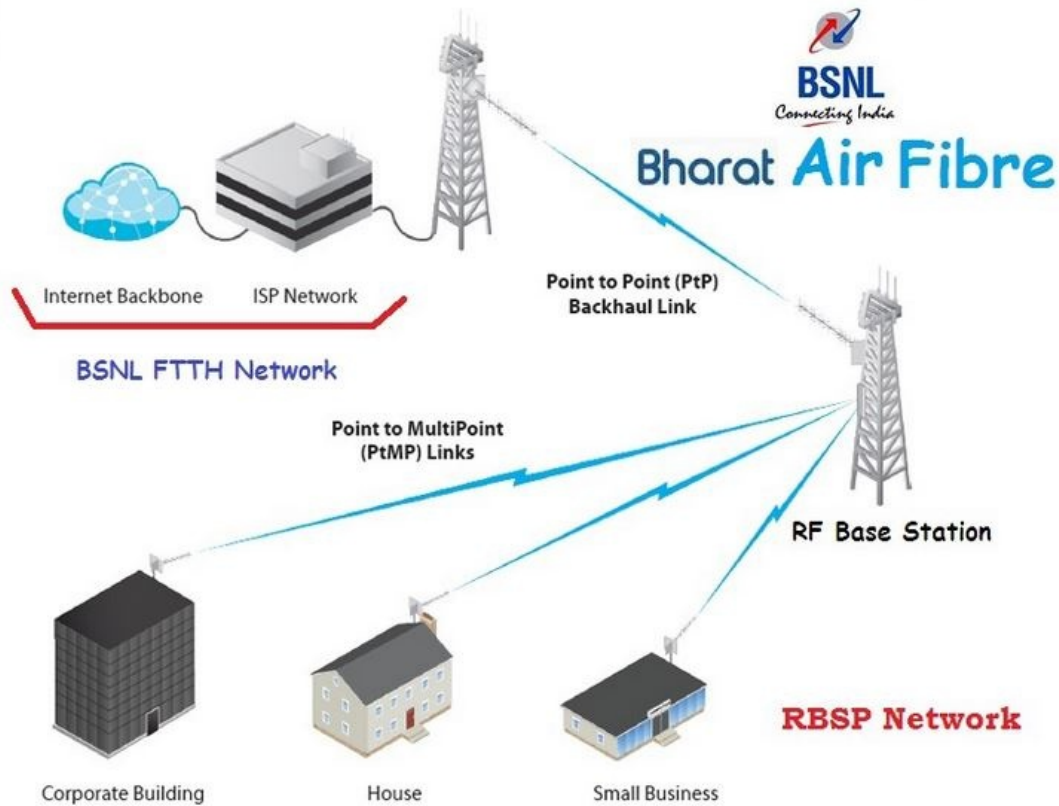 BSNL
Connecting India
Bharat Air Fibre
Internet Backbone
ISP Network
BSNL FTTH Network
Point to Point (PtP)
Backhaul Link
Point to MultiPoint
(PtMP) Links
RF Base Station
RBSP Network
Corporate Building
House
Small Business